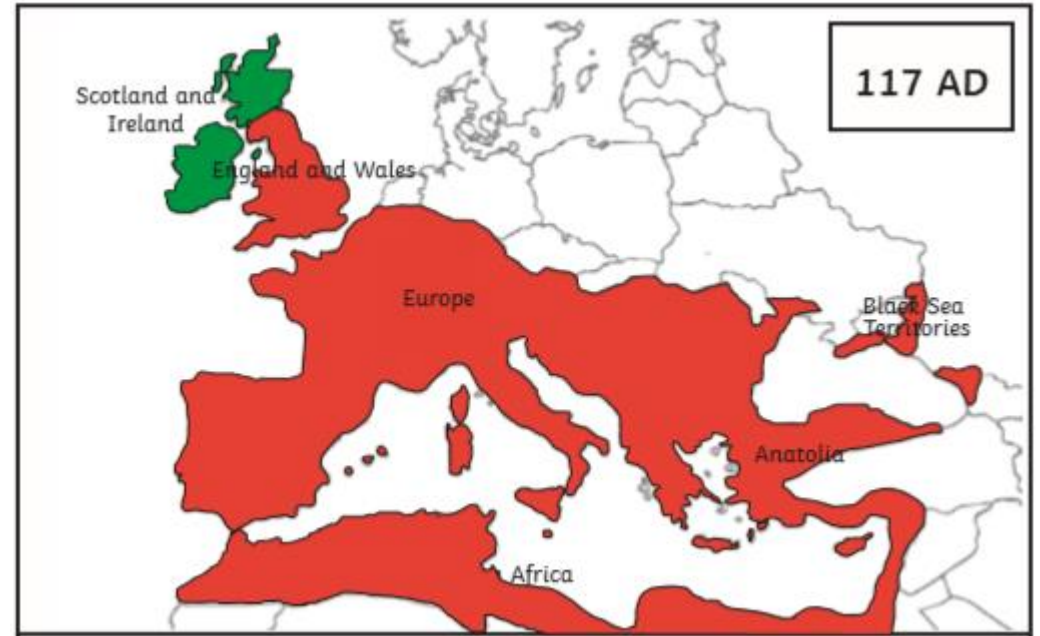 117 AD
Scotland and
Ireland
England and Wales
Europe
Black Sea
Territories
Anatolia
Africa